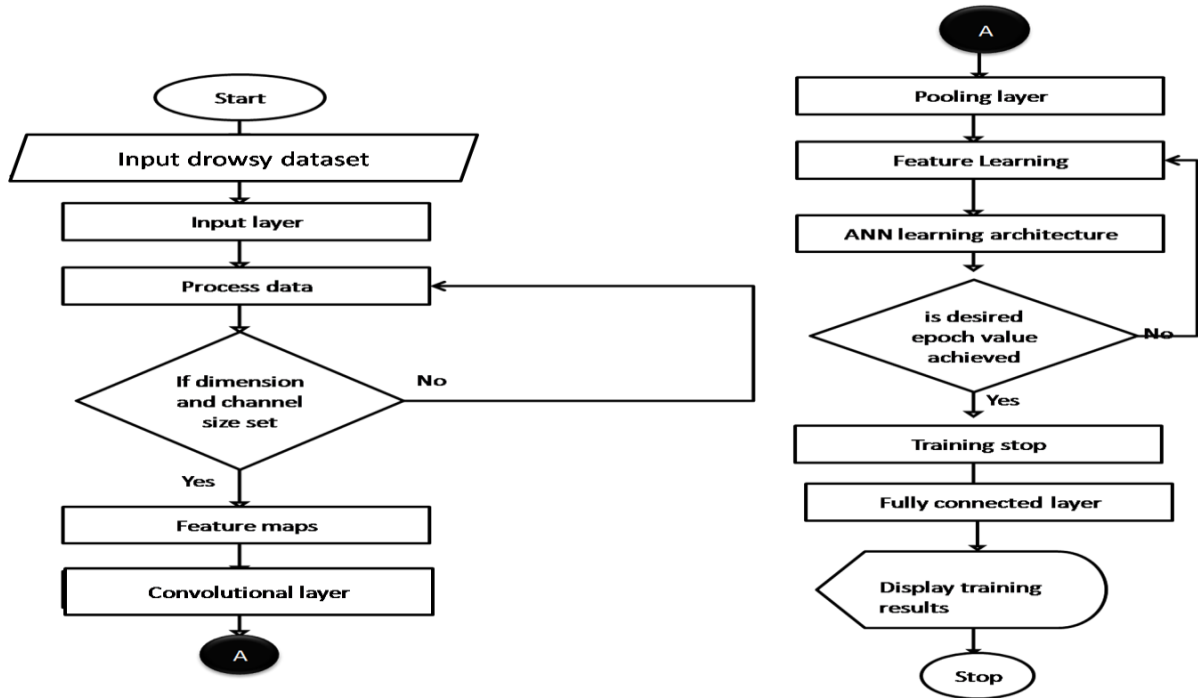 Start
Input drowsy dataset
Input layer
Process data
If dimension
and channel
size set
No
Yes
Feature maps
Convolutional layer
A
A
Pooling layer
Feature Learning
ANN learning architecture
is desired
epoch value
achieved
No
Yes
Training stop
Fully connected layer
Display training
results
Stop